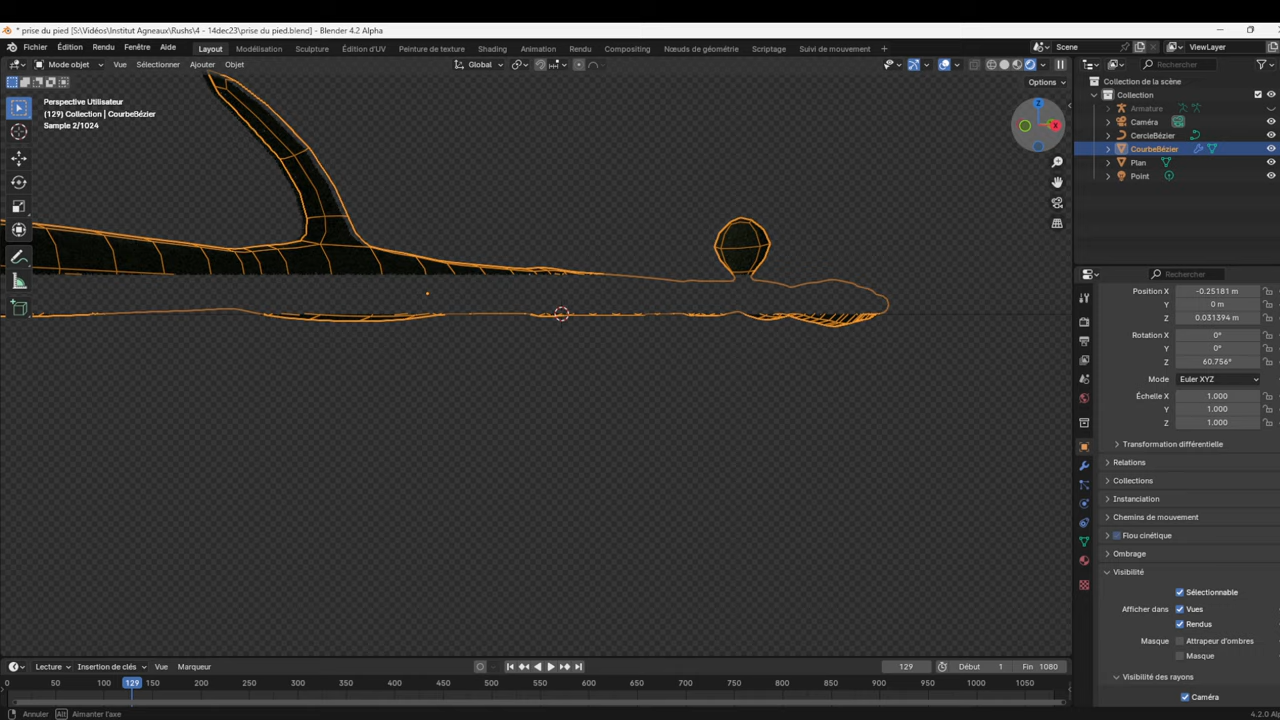 * prise du pied [S:\Vidéos\Institut Agneaux\Rushs\4 - 14dec23\prise du pied.blend] - Blender 4.2 Alpha
Fichier Édition Rendu Fenêtre Aide Layout Modélisation Sculpture Édition d'UV Peinture de texture Shading Animation Rendu Compositing Nœuds de géométrie Scriptage Suivi de mouvement + Scene ViewLayer
Mode objet Vue Sélectionner Ajouter Objet Global Rechercher
Options
Collection de la scène
Collection
Armature
Caméra
CercleBézier
CourbeBézier
Plan
Point
Perspective Utilisateur
(129) Collection | CourbeBézier
Sample 2/1024
Z
X
Rechercher
Position X -0.25181 m
Y 0 m
Z 0.031394 m
Rotation X 0°
Y 0°
Z 60.756°
Mode Euler XYZ
Échelle X 1.000
Y 1.000
Z 1.000
Transformation différentielle
Relations
Collections
Instanciation
Chemins de mouvement
Flou cinétique
Ombrage
Visibilité
Sélectionnable
Afficher dans Vues
Rendus
Masque Attrapeur d'ombres
Masque
Visibilité des rayons
Caméra
Lecture Insertion de clés Vue Marqueur 129 Début 1 Fin 1080
0 50 100 129 150 200 250 300 350 400 450 500 550 600 650 700 750 800 850 900 950 1000 1050
Annuler Alt Aimanter l'axe 4.2.0 Alpha